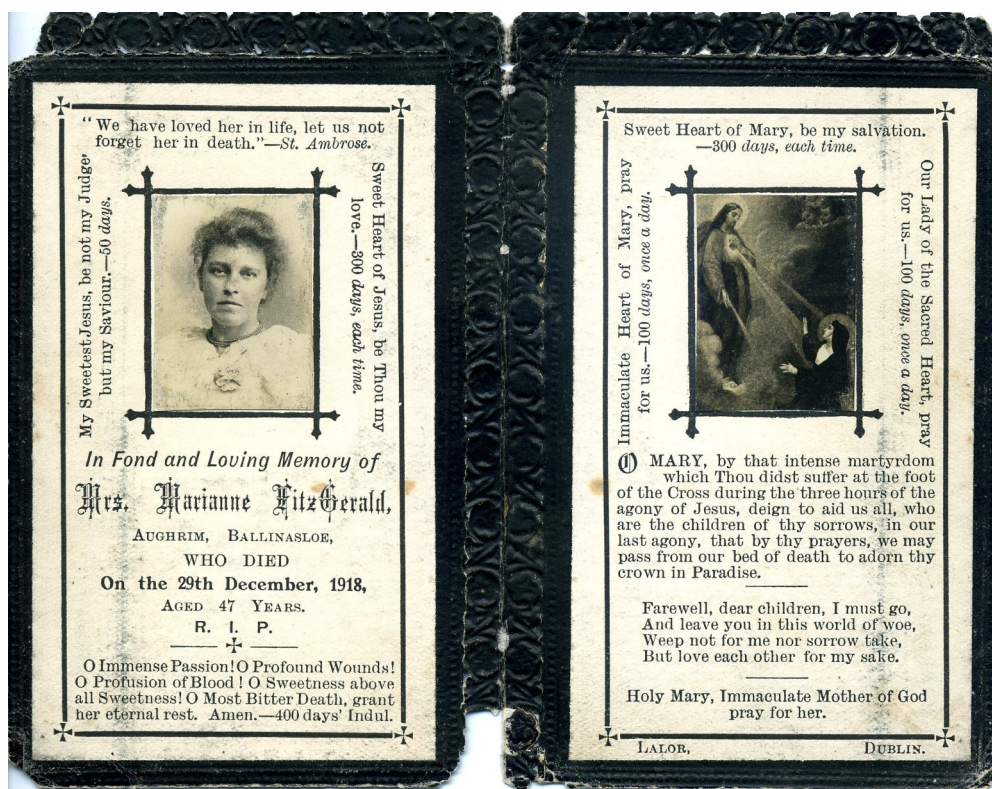 “ We have loved her in life, let us not
forget her in death.”—St. Ambrose.
My Sweetest Jesus, be not my Judge
but my Saviour.—50 days.
Sweet Heart of Jesus, be Thou my
love.—300 days, each time.
In Fond and Loving Memory of
Mrs. Marianne FitzGerald,
AUGHRIM, BALLINASLOE,
WHO DIED
On the 29th December, 1918,
AGED 47 YEARS.
R. I. P.
O Immense Passion! O Profound Wounds!
O Profusion of Blood! O Sweetness above
all Sweetness! O Most Bitter Death, grant
her eternal rest. Amen.—400 days' Indul.
Sweet Heart of Mary, be my salvation.
—300 days, each time.
Immaculate Heart of Mary, pray
for us.—100 days, once a day.
Our Lady of the Sacred Heart, pray
for us.—100 days, once a day.
O MARY, by that intense martyrdom
which Thou didst suffer at the foot
of the Cross during the three hours of the
agony of Jesus, deign to aid us all, who
are the children of thy sorrows, in our
last agony, that by thy prayers, we may
pass from our bed of death to adorn thy
crown in Paradise.
Farewell, dear children, I must go,
And leave you in this world of woe,
Weep not for me nor sorrow take,
But love each other for my sake.
Holy Mary, Immaculate Mother of God
pray for her.
LALOR, DUBLIN.